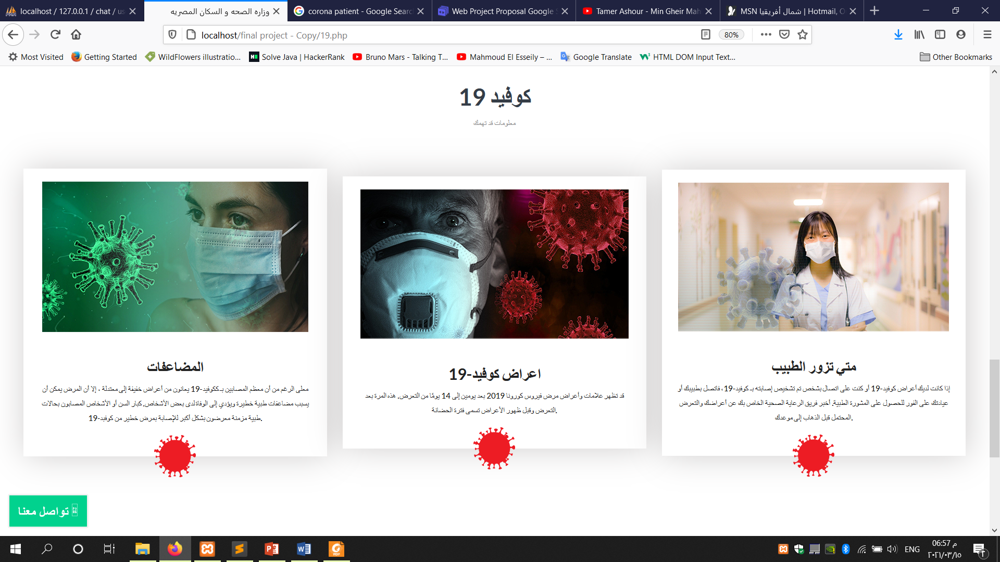 localhost / 127.0.0.1 / chat / us
وزاره الصحه و السكان المصريه
corona patient - Google Searc
Web Project Proposal Google S
Tamer Ashour - Min Gheir Mah
MSN شمال أفريقيا | Hotmail, O
localhost/final project - Copy/19.php
80%
Most Visited
Getting Started
WildFlowers illustratio...
Solve Java | HackerRank
Bruno Mars - Talking T...
Mahmoud El Esseily – ...
Google Translate
HTML DOM Input Text...
Other Bookmarks
كوفيد 19
معلومات قد تهمك
المضاعفات
معلى الرغم من أن معظم المصابين بـ ككوفيد-19 يعانون من أعراض خفيفة إلى معتدلة ، إلا أن المرض يمكن أن
يسبب مضاعفات طبية خطيرة ويؤدي إلى الوفاة لدى بعض الأشخاص. كبار السن أو الأشخاص المصابون بحالات
طبية مزمنة معرضون بشكل أكبر للإصابة بمرض خطير من كوفيد-19.
اعراض كوفيد-19
قد تظهر علامات وأعراض مرض فيروس كورونا 2019 بعد يومين إلى 14 يومًا من التعرض. هذه المرة بعد
التعرض وقبل ظهور الأعراض تسمى فترة الحضانة.
متي تزور الطبيب
إذا كانت لديك أعراض كوفيد-19 أو كنت على اتصال بشخص تم تشخيص إصابته بـ كوفيد-19، فاتصل بطبيبك أو
عيادتك على الفور للحصول على المشورة الطبية. أخبر فريق الرعاية الصحية الخاص بك عن أعراضك والتعرض
المحتمل قبل الذهاب إلى موعدك.
تواصل معنا
ENG
06:57 م
٢٠٢١/٠٣/١٥
٢